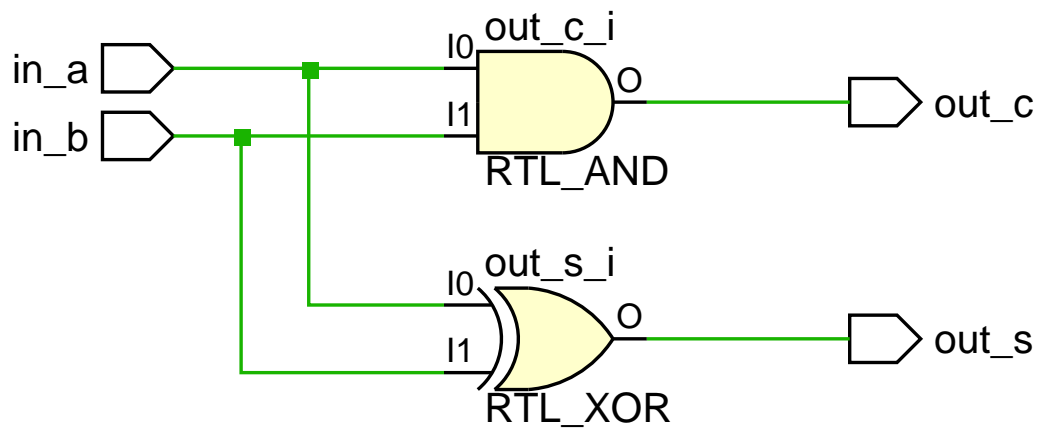 out_c_i
in_a
I0
O
out_c
in_b
I1
RTL_AND
out_s_i
I0
O
out_s
I1
RTL_XOR